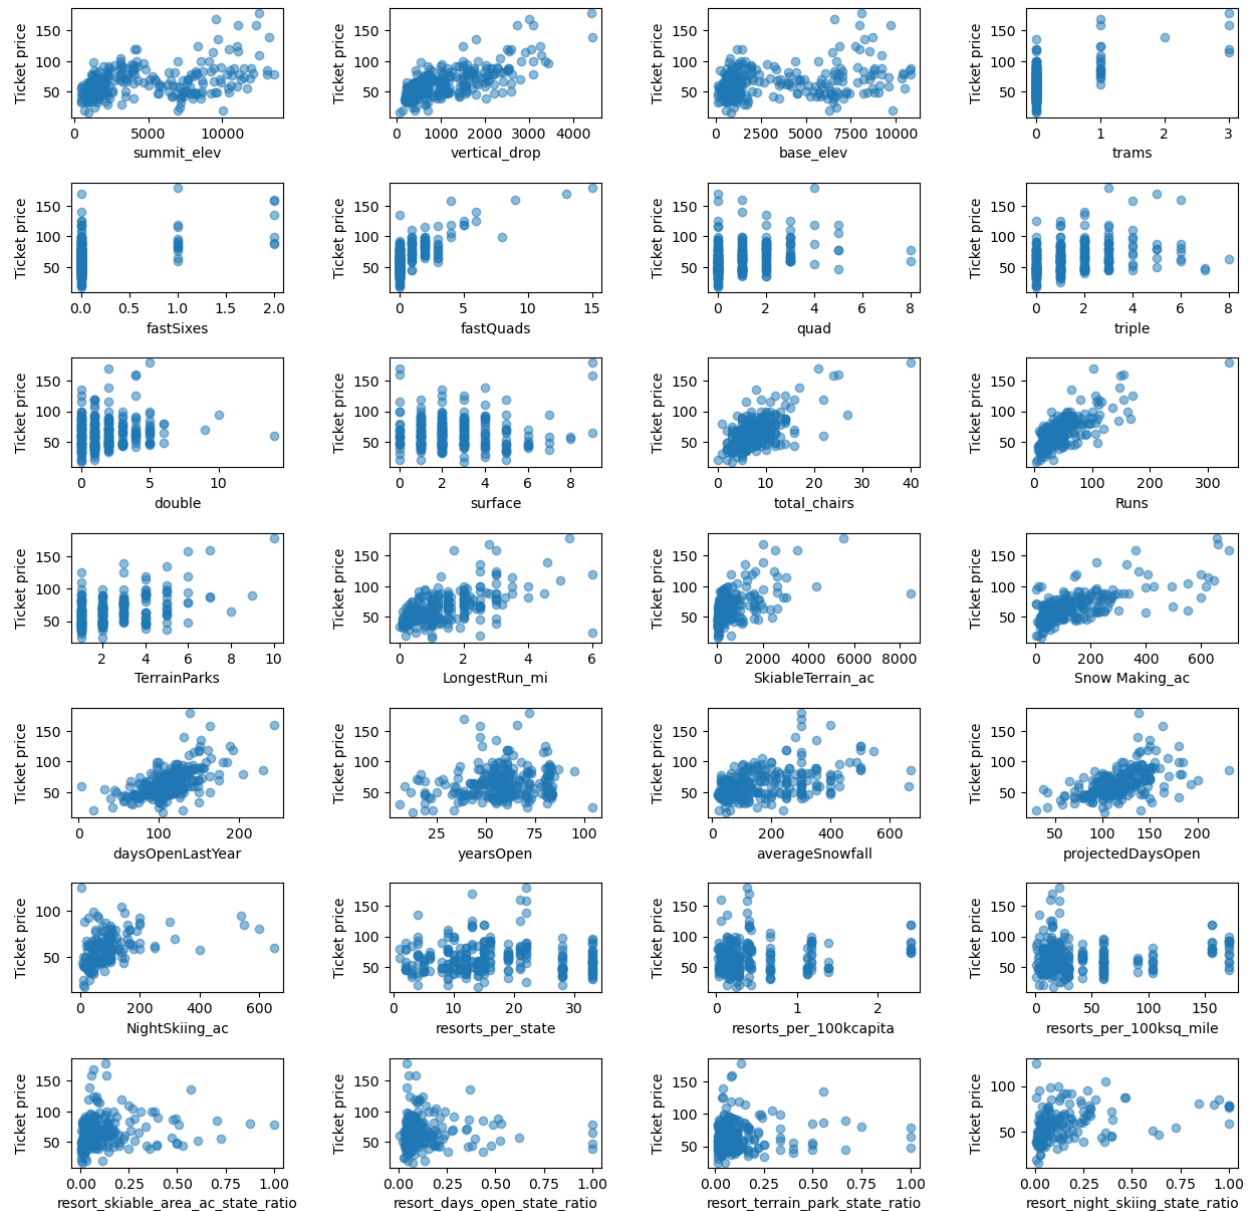 Ticket price
150
100
50
0 5000 10000
summit_elev
Ticket price
150
100
50
0 1000 2000 3000 4000
vertical_drop
Ticket price
150
100
50
0 2500 5000 7500 10000
base_elev
Ticket price
150
100
50
0 1 2 3
trams
Ticket price
150
100
50
0.0 0.5 1.0 1.5 2.0
fastSixes
Ticket price
150
100
50
0 5 10 15
fastQuads
Ticket price
150
100
50
0 2 4 6 8
quad
Ticket price
150
100
50
0 2 4 6 8
triple
Ticket price
150
100
50
0 5 10
double
Ticket price
150
100
50
0 2 4 6 8
surface
Ticket price
150
100
50
0 10 20 30 40
total_chairs
Ticket price
150
100
50
0 100 200 300
Runs
Ticket price
150
100
50
2 4 6 8 10
TerrainParks
Ticket price
150
100
50
0 2 4 6
LongestRun_mi
Ticket price
150
100
50
0 2000 4000 6000 8000
SkiableTerrain_ac
Ticket price
150
100
50
0 200 400 600
Snow Making_ac
Ticket price
150
100
50
0 100 200
daysOpenLastYear
Ticket price
150
100
50
25 50 75 100
yearsOpen
Ticket price
150
100
50
0 200 400 600
averageSnowfall
Ticket price
150
100
50
50 100 150 200
projectedDaysOpen
Ticket price
100
50
0 200 400 600
NightSkiing_ac
Ticket price
150
100
50
0 10 20 30
resorts_per_state
Ticket price
150
100
50
0 1 2
resorts_per_100kcapita
Ticket price
150
100
50
0 50 100 150
resorts_per_100ksq_mile
Ticket price
150
100
50
0.00 0.25 0.50 0.75 1.00
resort_skiable_area_ac_state_ratio
Ticket price
150
100
50
0.00 0.25 0.50 0.75 1.00
resort_days_open_state_ratio
Ticket price
150
100
50
0.00 0.25 0.50 0.75 1.00
resort_terrain_park_state_ratio
Ticket price
100
50
0.00 0.25 0.50 0.75 1.00
resort_night_skiing_state_ratio